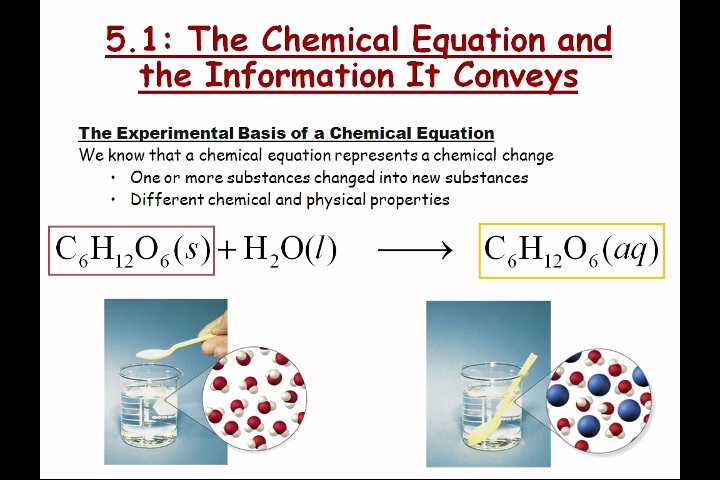 5.1: The Chemical Equation and
the Information It Conveys
The Experimental Basis of a Chemical Equation
We know that a chemical equation represents a chemical change
• One or more substances changed into new substances
• Different chemical and physical properties
C₆H₁₂O₆(s) + H₂O(l) ⟶ C₆H₁₂O₆(aq)